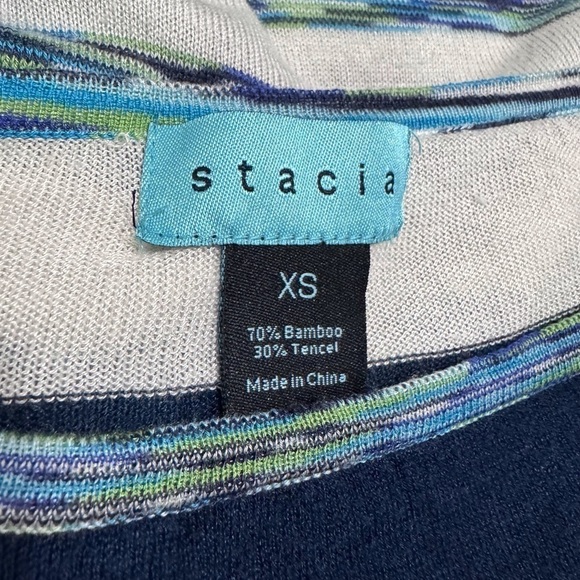 stacia
XS
70% Bamboo
30% Tencel
Made in China